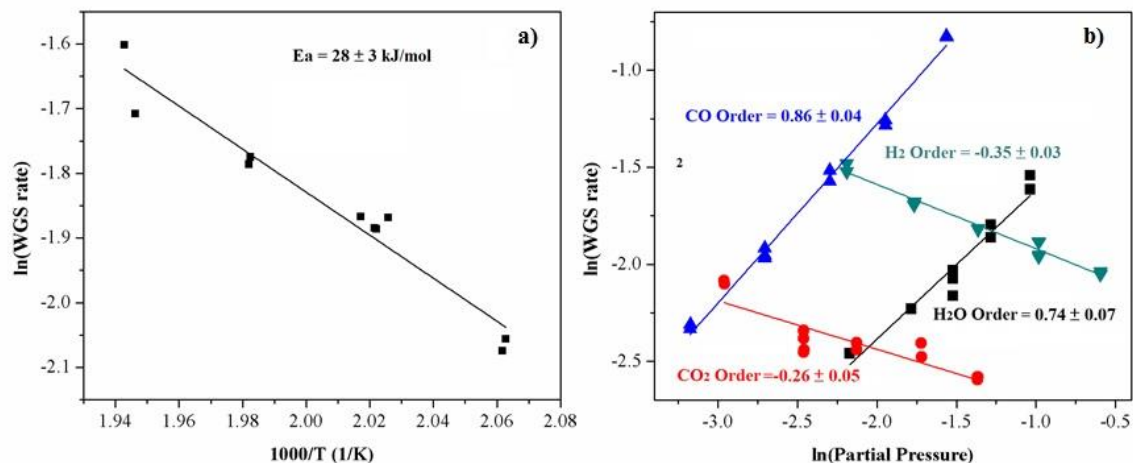 a)
Ea = 28 ± 3 kJ/mol
-1.6
-1.7
-1.8
-1.9
-2.0
-2.1
ln(WGS rate)
1.94 1.96 1.98 2.00 2.02 2.04 2.06 2.08
1000/T (1/K)
b)
CO Order = 0.86 ± 0.04
H2 Order = -0.35 ± 0.03
2
H2O Order = 0.74 ± 0.07
CO2 Order =-0.26 ± 0.05
-1.0
-1.5
-2.0
-2.5
ln(WGS rate)
-3.0 -2.5 -2.0 -1.5 -1.0 -0.5
ln(Partial Pressure)